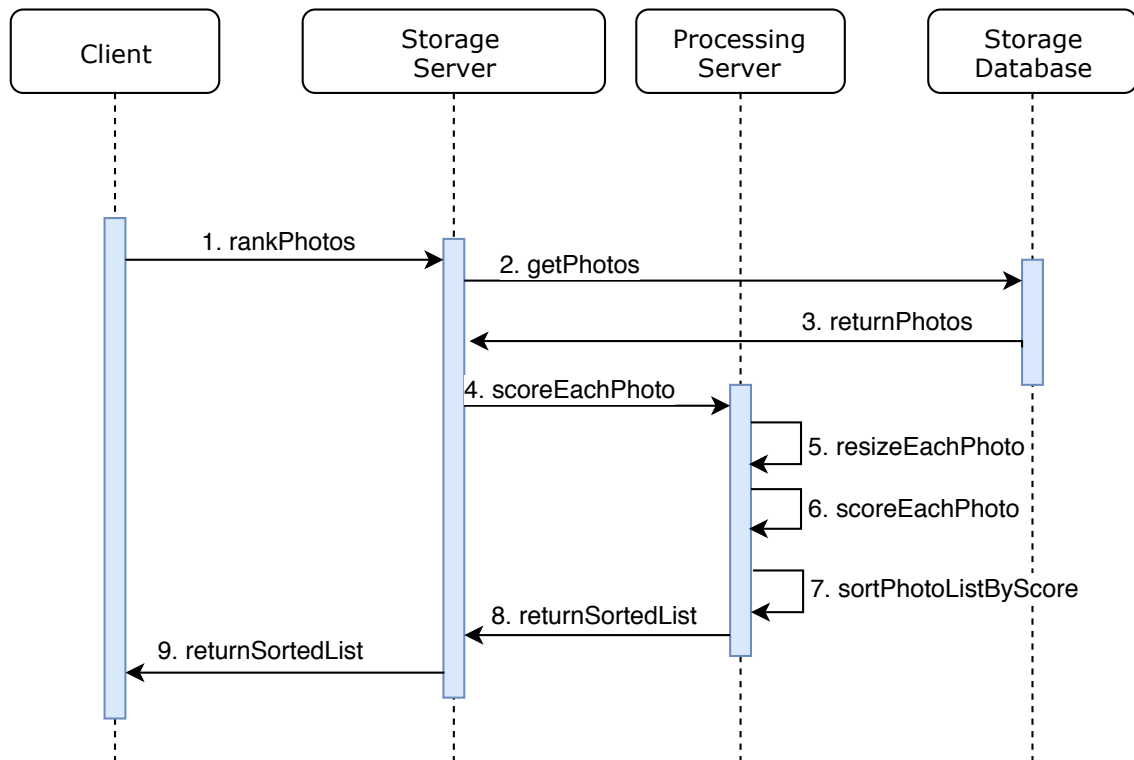 Client
Storage
Server
Processing
Server
Storage
Database
1. rankPhotos
2. getPhotos
3. returnPhotos
4. scoreEachPhoto
5. resizeEachPhoto
6. scoreEachPhoto
7. sortPhotoListByScore
8. returnSortedList
9. returnSortedList